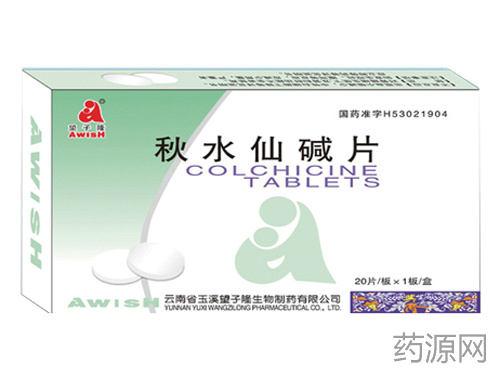 望子隆
AWISH
AWISH
国药准字H53021904
秋水仙碱片
COLCHICINE
TABLETS
20片/板×1板/盒
AWISH
云南省玉溪望子隆生物制药有限公司
YUNNAN YUXI WANGZILONG PHARMACEUTICAL CO., LTD.
药源网